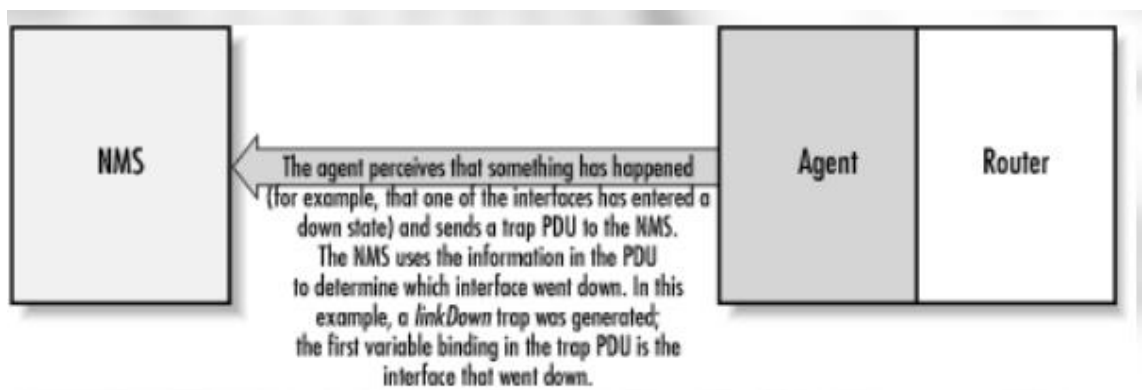 NMS
The agent perceives that something has happened
(for example, that one of the interfaces has entered a
down state) and sends a trap PDU to the NMS.
The NMS uses the information in the PDU
to determine which interface went down. In this
example, a linkDown trap was generated;
the first variable binding in the trap PDU is the
interface that went down.
Agent
Router